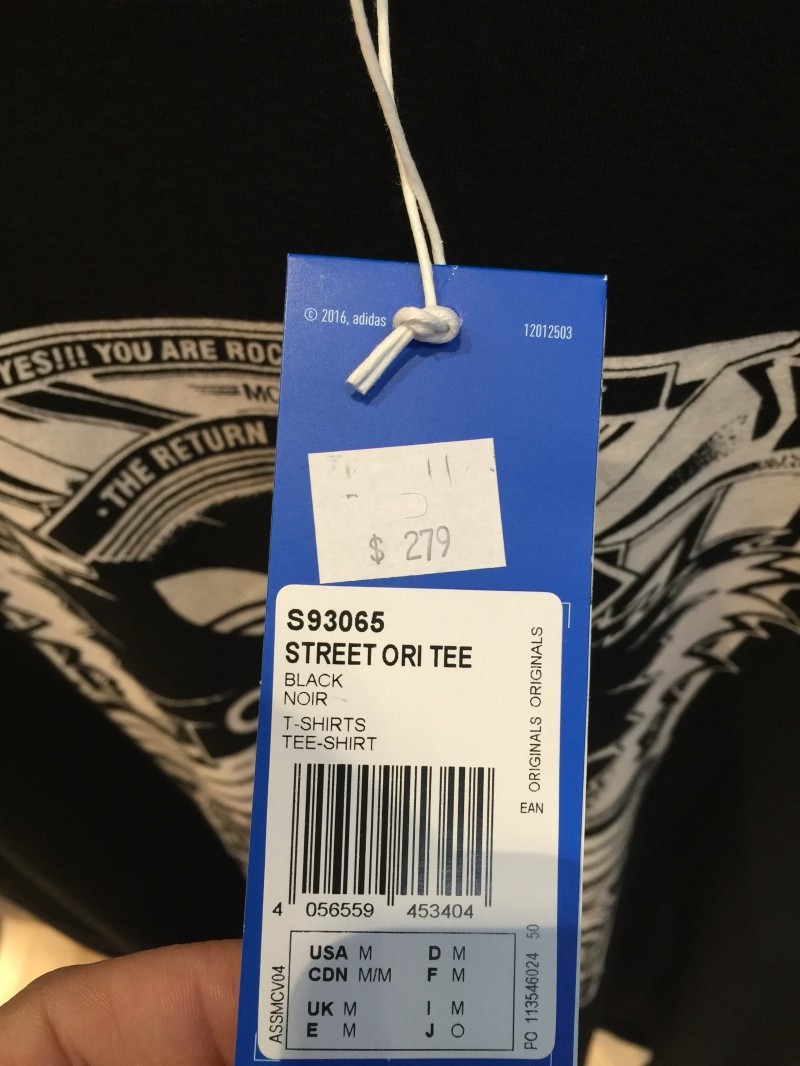 © 2016, adidas
12012503
YES!!! YOU ARE ROC
THE RETURN
$ 279
S93065
STREET ORI TEE
BLACK
NOIR
T-SHIRTS
TEE-SHIRT
ORIGINALS ORIGINALS
EAN
4 056559 453404
USA M D M
CDN M/M F M
UK M I M
E M J O
ASSMCV04
PO 113546024 50